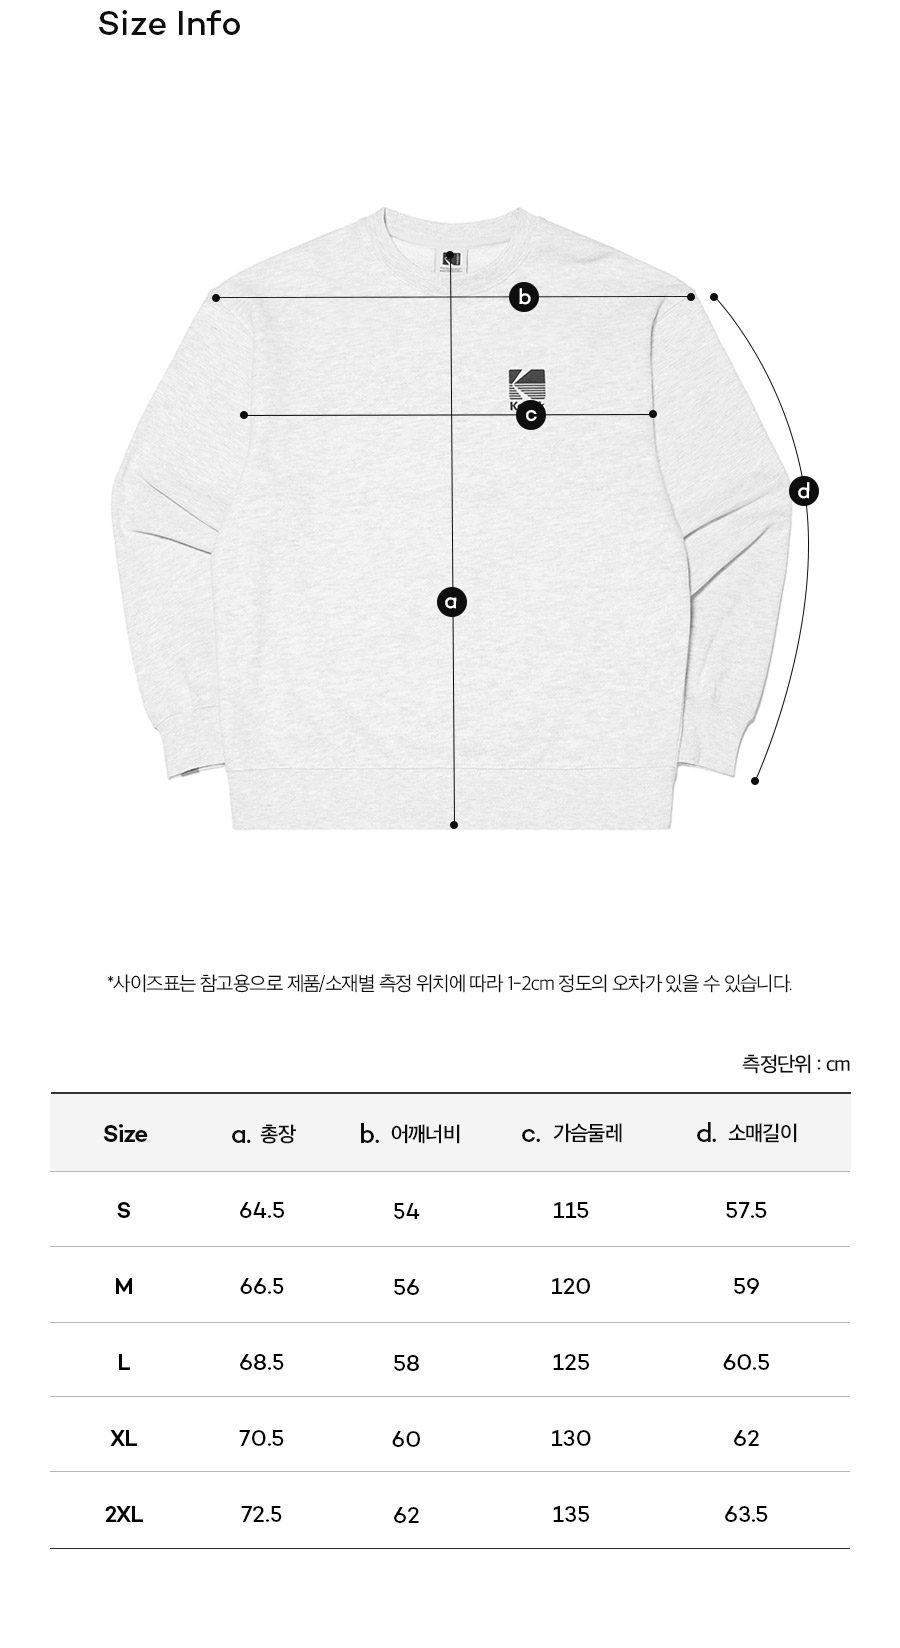 Size Info
b
c
d
a
*사이즈표는 참고용으로 제품/소재별 측정 위치에 따라 1-2cm 정도의 오차가 있을 수 있습니다.
측정단위 : cm
Size a. 총장 b. 어깨너비 c. 가슴둘레 d. 소매길이
S 64.5 54 115 57.5
M 66.5 56 120 59
L 68.5 58 125 60.5
XL 70.5 60 130 62
2XL 72.5 62 135 63.5